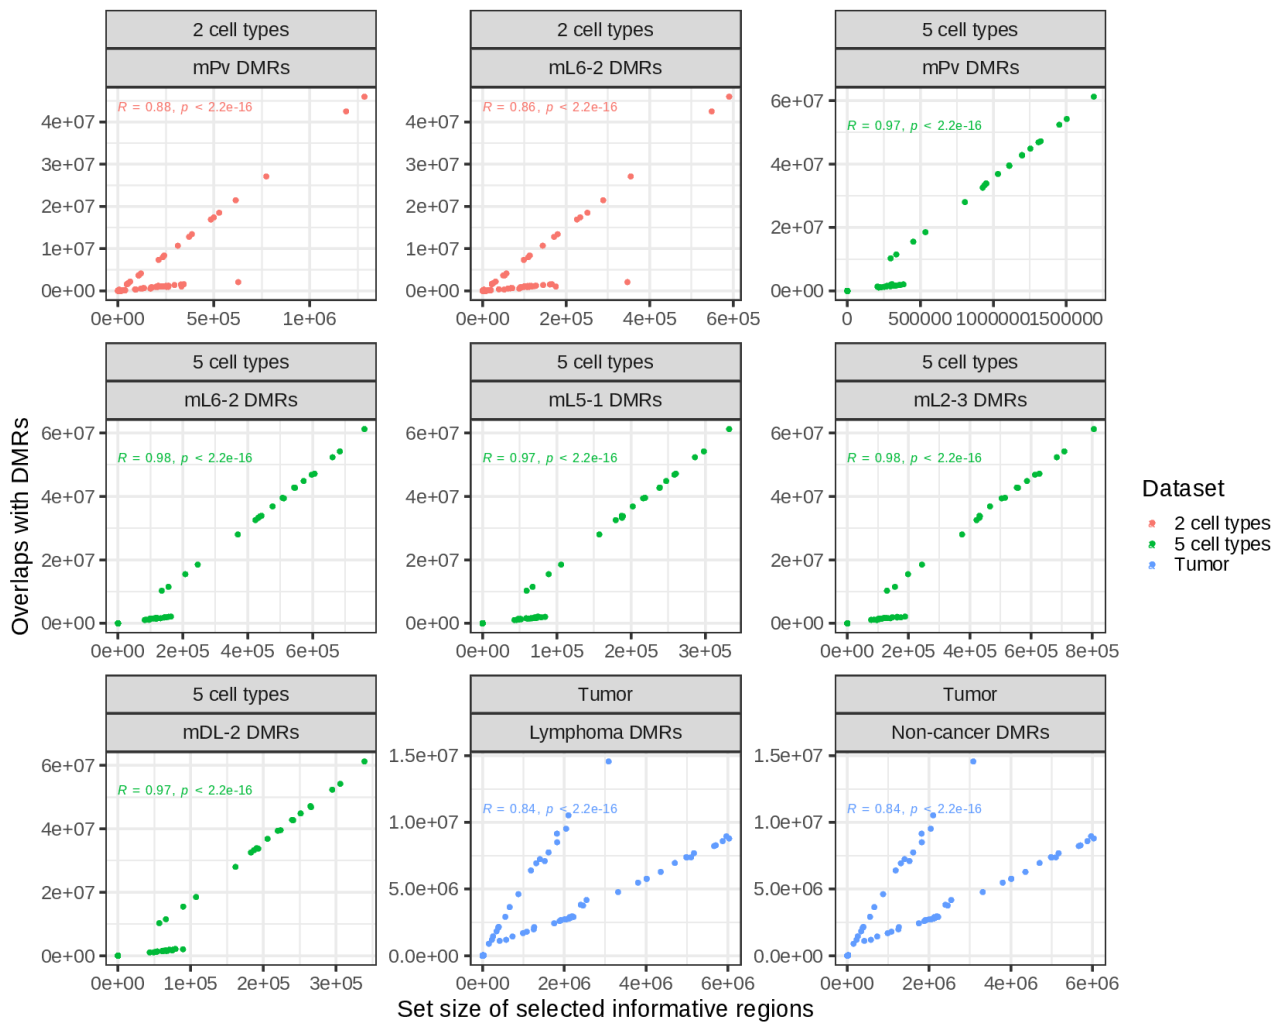 2 cell types
2 cell types
5 cell types
mPv DMRs
mL6-2 DMRs
mPv DMRs
R = 0.88, p < 2.2e-16
4e+07
3e+07
2e+07
1e+07
0e+00
0e+00 5e+05 1e+06
R = 0.86, p < 2.2e-16
4e+07
3e+07
2e+07
1e+07
0e+00
0e+00 2e+05 4e+05 6e+05
R = 0.97, p < 2.2e-16
6e+07
4e+07
2e+07
0e+00
0 500000 1000000 1500000
5 cell types
5 cell types
5 cell types
mL6-2 DMRs
mL5-1 DMRs
mL2-3 DMRs
R = 0.98, p < 2.2e-16
6e+07
4e+07
2e+07
0e+00
0e+00 2e+05 4e+05 6e+05
R = 0.97, p < 2.2e-16
6e+07
4e+07
2e+07
0e+00
0e+00 1e+05 2e+05 3e+05
R = 0.98, p < 2.2e-16
6e+07
4e+07
2e+07
0e+00
0e+00 2e+05 4e+05 6e+05 8e+05
5 cell types
Tumor
Tumor
mDL-2 DMRs
Lymphoma DMRs
Non-cancer DMRs
R = 0.97, p < 2.2e-16
6e+07
4e+07
2e+07
0e+00
0e+00 1e+05 2e+05 3e+05
R = 0.84, p < 2.2e-16
1.5e+07
1.0e+07
5.0e+06
0.0e+00
0e+00 2e+06 4e+06 6e+06
R = 0.84, p < 2.2e-16
1.5e+07
1.0e+07
5.0e+06
0.0e+00
0e+00 2e+06 4e+06 6e+06
Overlaps with DMRs
Set size of selected informative regions
Dataset
2 cell types
5 cell types
Tumor